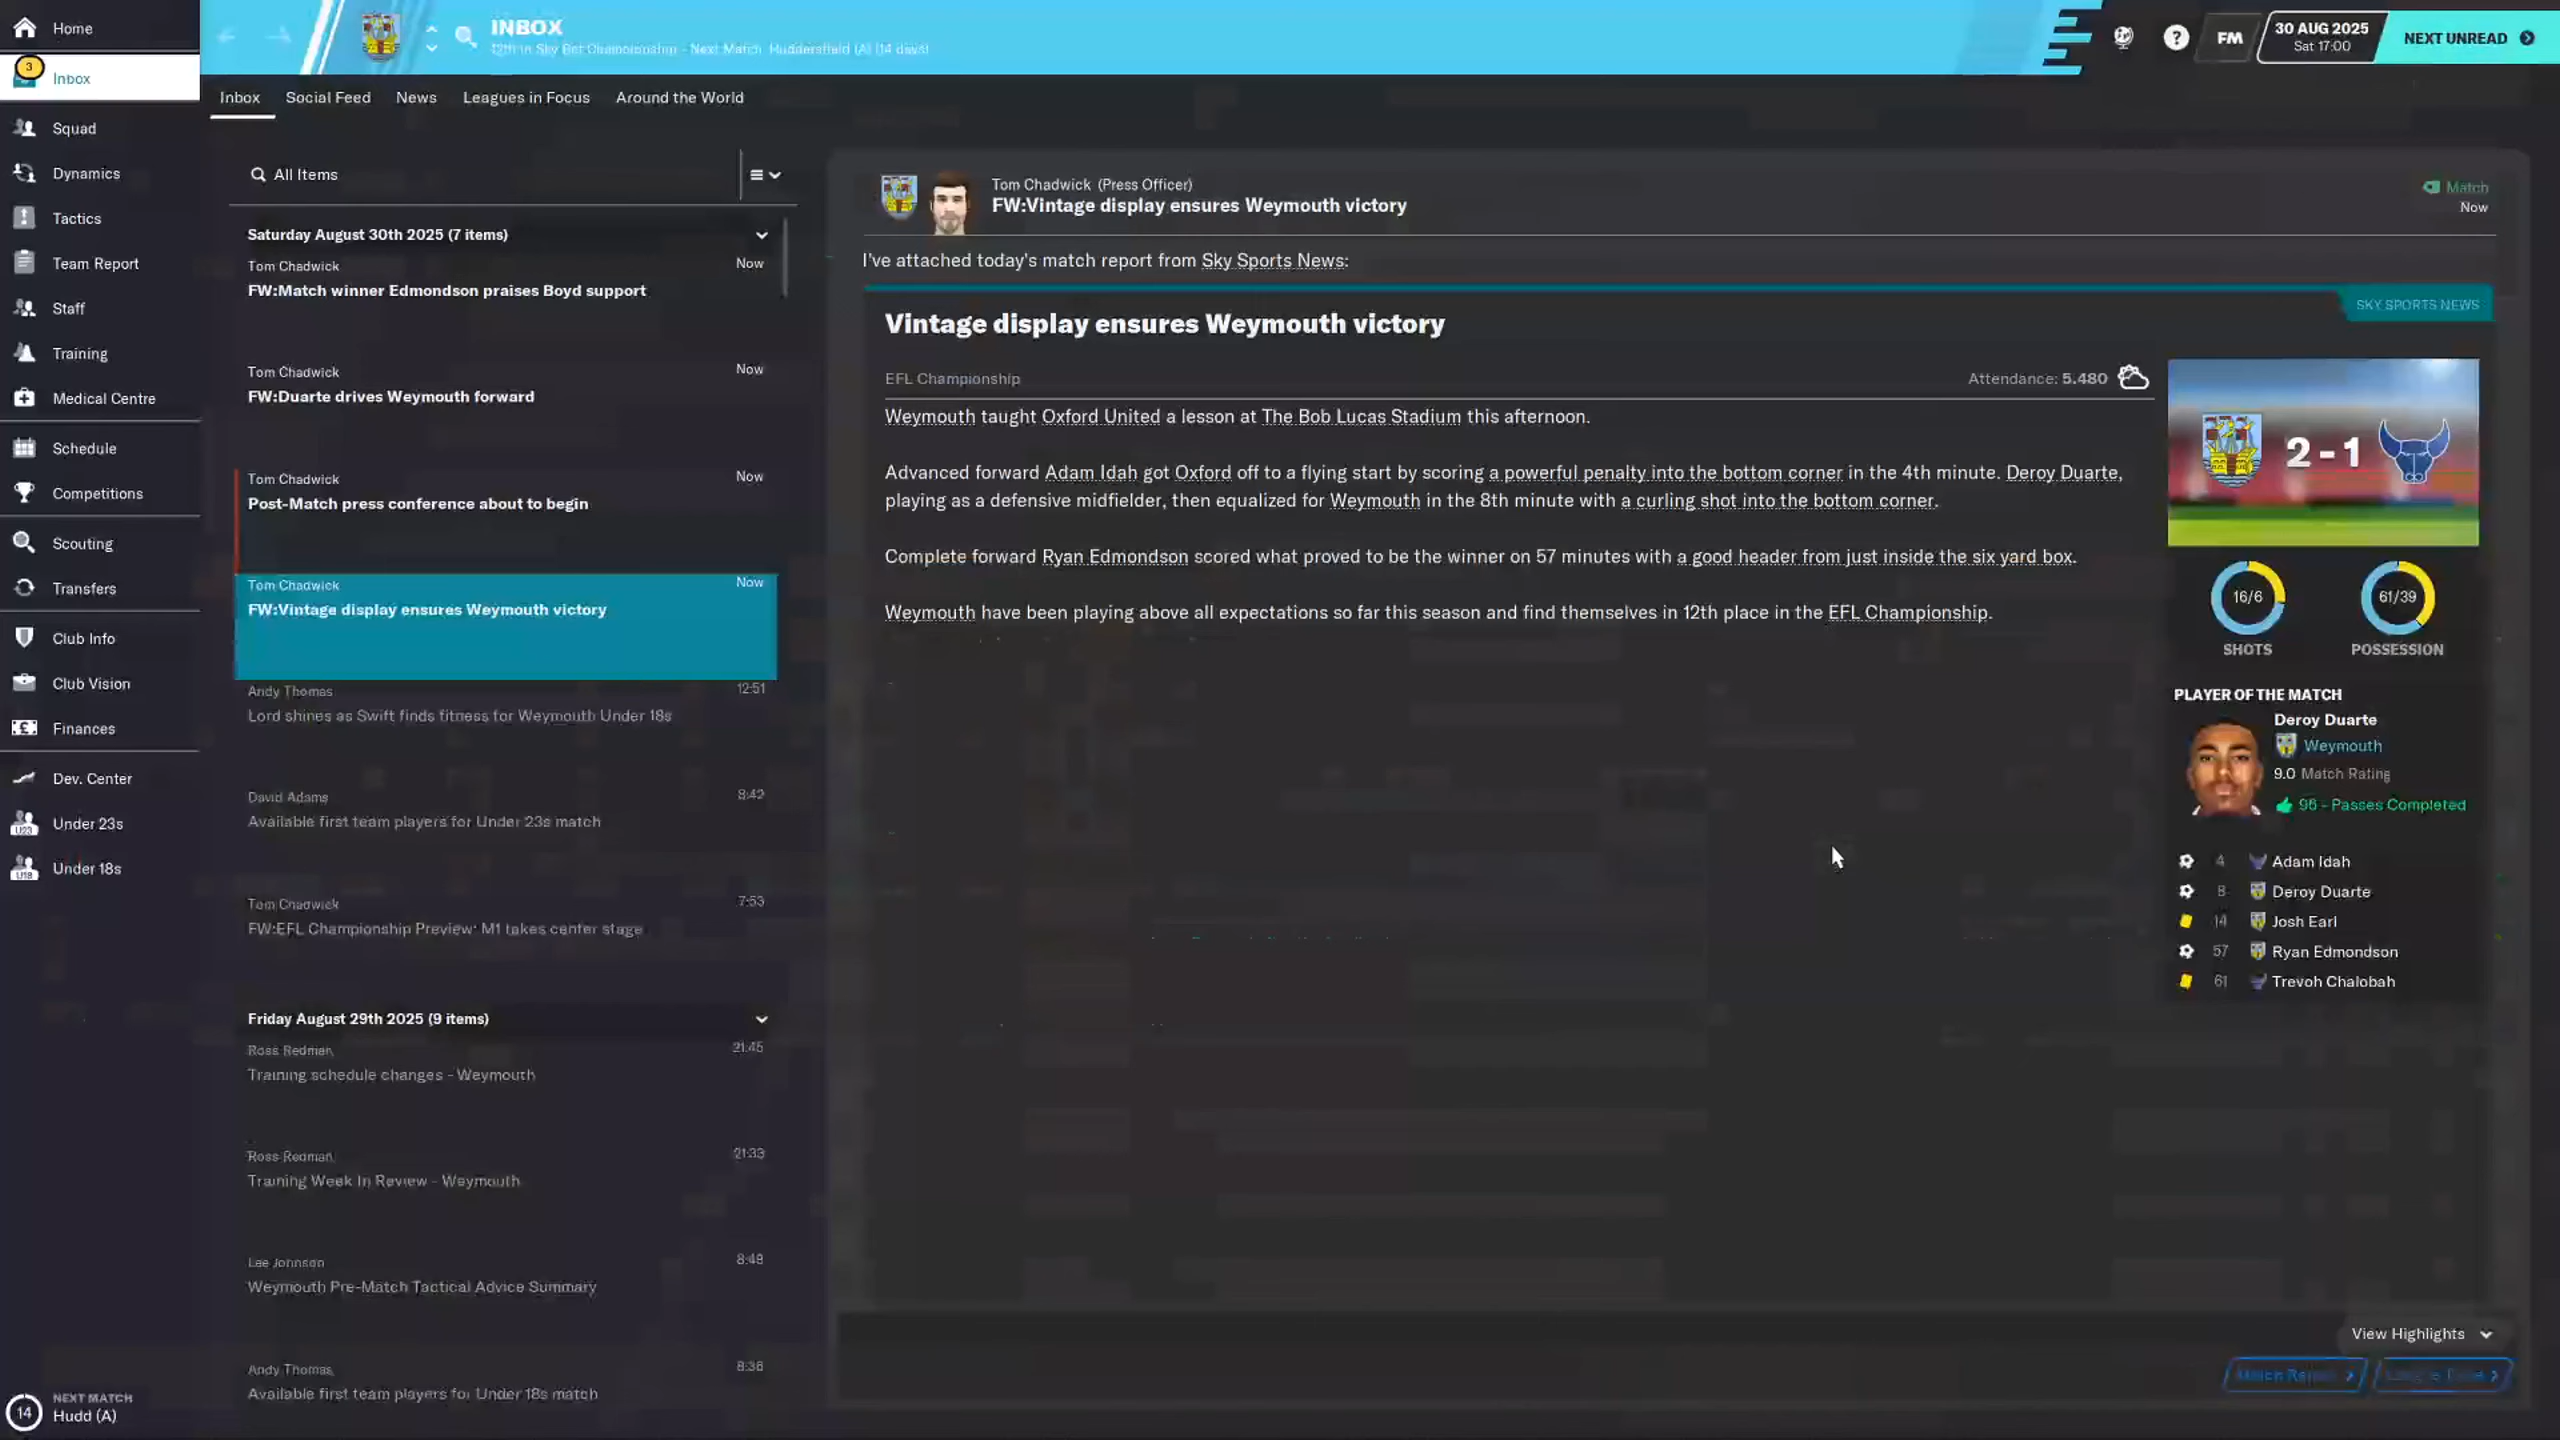 Home
3
Inbox
Squad
Dynamics
Tactics
Team Report
Staff
Training
Medical Centre
Schedule
Competitions
Scouting
Transfers
Club Info
Club Vision
Finances
Dev. Center
U23
Under 23s
U18
Under 18s
14
NEXT MATCH
Hudd (A)
INBOX
12th in Sky Bet Championship - Next Match: Huddersfield (A) (14 days)
?
FM
30 AUG 2025
Sat 17:00
NEXT UNREAD
Inbox
Social Feed
News
Leagues in Focus
Around the World
All Items
Saturday August 30th 2025 (7 items)
Tom Chadwick
Now
FW:Match winner Edmondson praises Boyd support
Tom Chadwick
Now
FW:Duarte drives Weymouth forward
Tom Chadwick
Now
Post-Match press conference about to begin
Tom Chadwick
Now
FW:Vintage display ensures Weymouth victory
Andy Thomas
12:51
Lord shines as Swift finds fitness for Weymouth Under 18s
David Adams
8:42
Available first team players for Under 23s match
Tom Chadwick
7:53
FW:EFL Championship Preview: M1 takes center stage
Friday August 29th 2025 (9 items)
Ross Redman
21:45
Training schedule changes - Weymouth
Ross Redman
21:33
Training Week In Review - Weymouth
Lee Johnson
8:48
Weymouth Pre-Match Tactical Advice Summary
Andy Thomas
8:36
Available first team players for Under 18s match
Tom Chadwick (Press Officer)
FW:Vintage display ensures Weymouth victory
Match
Now
I've attached today's match report from Sky Sports News:
SKY SPORTS NEWS
Vintage display ensures Weymouth victory
EFL Championship
Attendance: 5.480
Weymouth taught Oxford United a lesson at The Bob Lucas Stadium this afternoon.
Advanced forward Adam Idah got Oxford off to a flying start by scoring a powerful penalty into the bottom corner in the 4th minute. Deroy Duarte,
playing as a defensive midfielder, then equalized for Weymouth in the 8th minute with a curling shot into the bottom corner.
Complete forward Ryan Edmondson scored what proved to be the winner on 57 minutes with a good header from just inside the six yard box.
Weymouth have been playing above all expectations so far this season and find themselves in 12th place in the EFL Championship.
2 - 1
16/6
61/39
SHOTS
POSSESSION
PLAYER OF THE MATCH
Deroy Duarte
Weymouth
9.0 Match Rating
96 - Passes Completed
4 Adam Idah
8 Deroy Duarte
14 Josh Earl
57 Ryan Edmondson
61 Trevoh Chalobah
View Highlights
Match Report